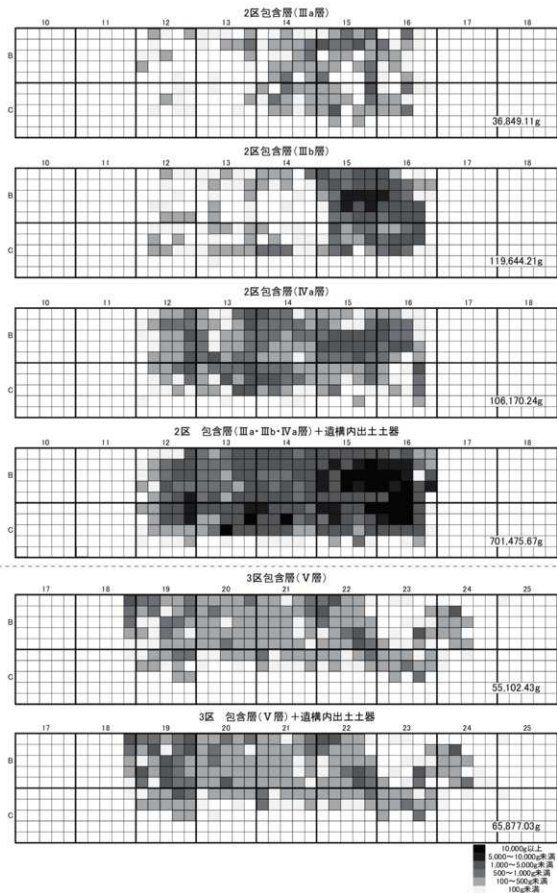 2区包含層(Ⅲa層)
10 11 12 13 14 15 16 17 18
B
C
36,849.11g
2区包含層(Ⅲb層)
10 11 12 13 14 15 16 17 18
B
C
119,644.21g
2区包含層(Ⅳa層)
10 11 12 13 14 15 16 17 18
B
C
106,170.24g
2区 包含層(Ⅲa・Ⅲb・Ⅳa層)+遺構内出土土器
10 11 12 13 14 15 16 17 18
B
C
701,475.67g
3区包含層(Ⅴ層)
17 18 19 20 21 22 23 24 25
B
C
55,102.43g
3区 包含層(Ⅴ層)+遺構内出土土器
17 18 19 20 21 22 23 24 25
B
C
65,877.03g
10,000g以上
5,000~10,000g未満
1,000~5,000g未満
500~1,000g未満
100~500g未満
100g未満